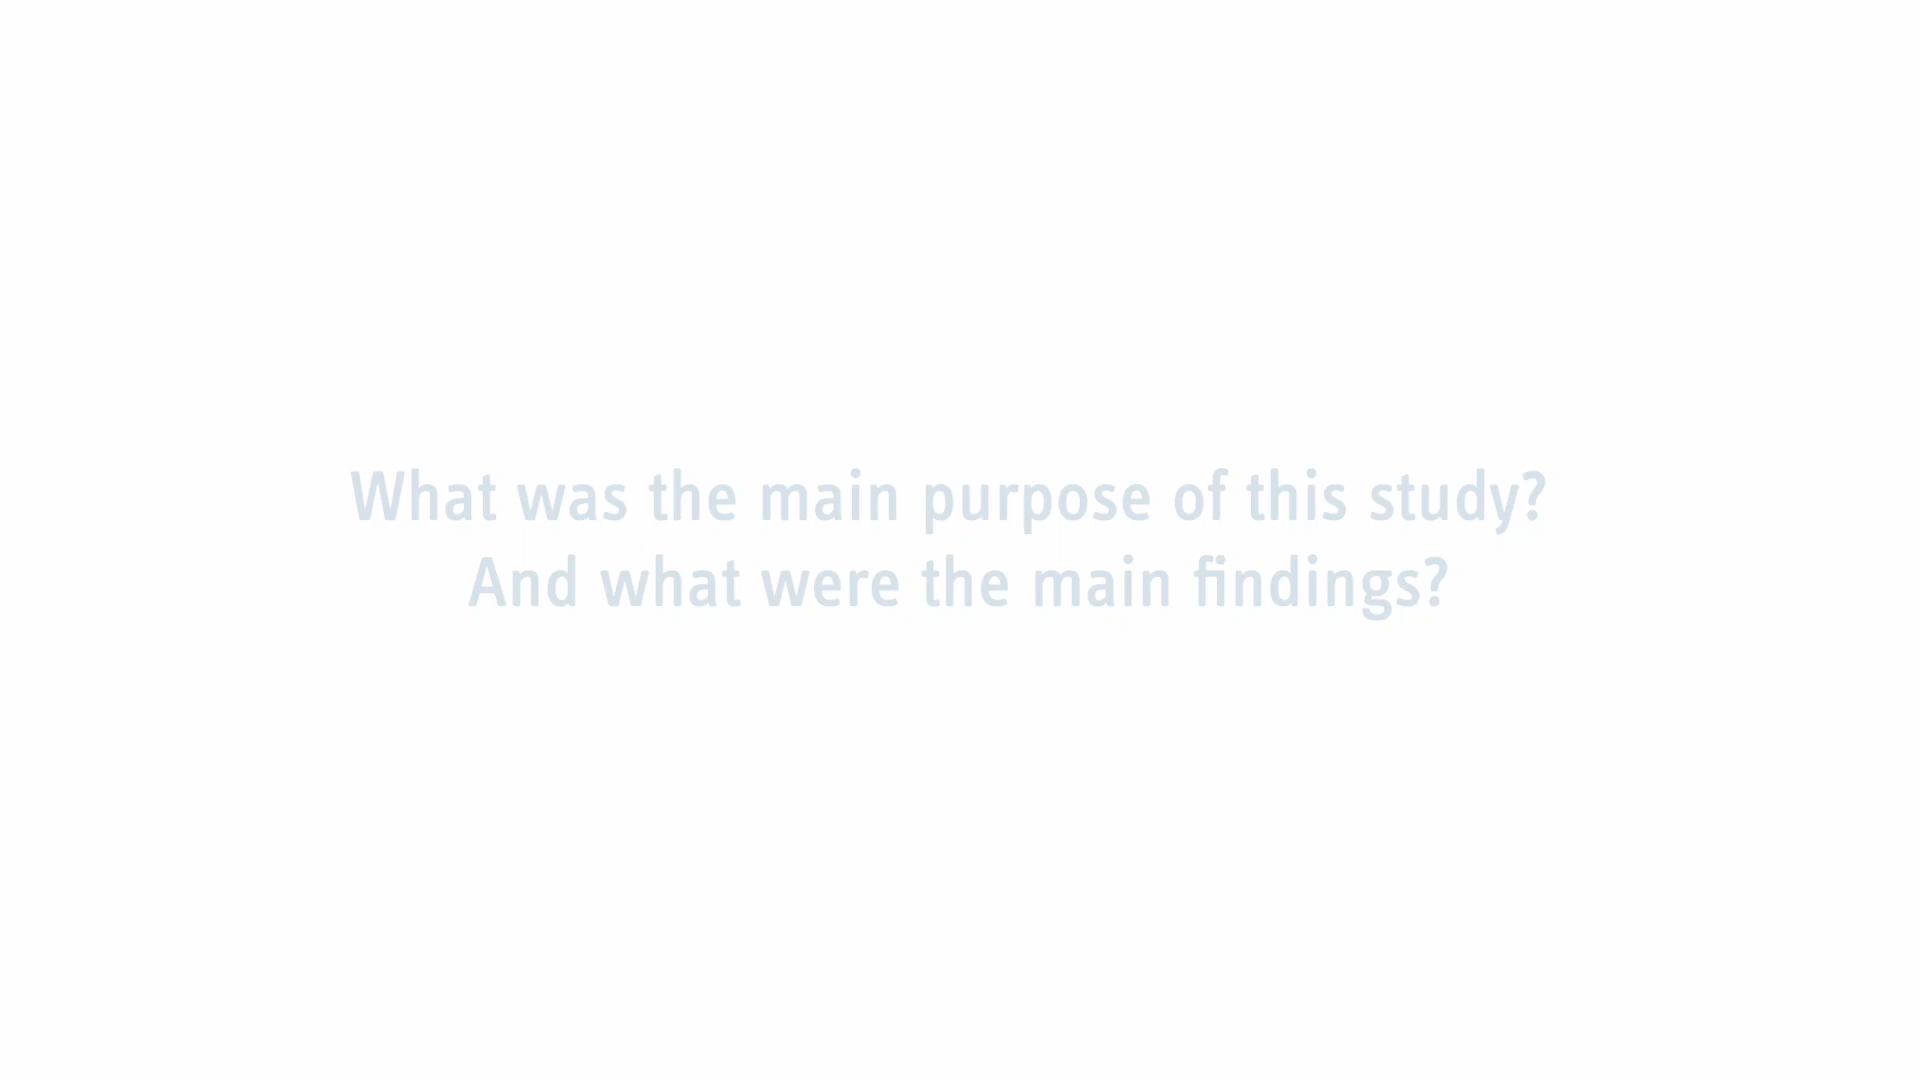 What was the main purpose of this study?
And what were the main findings?